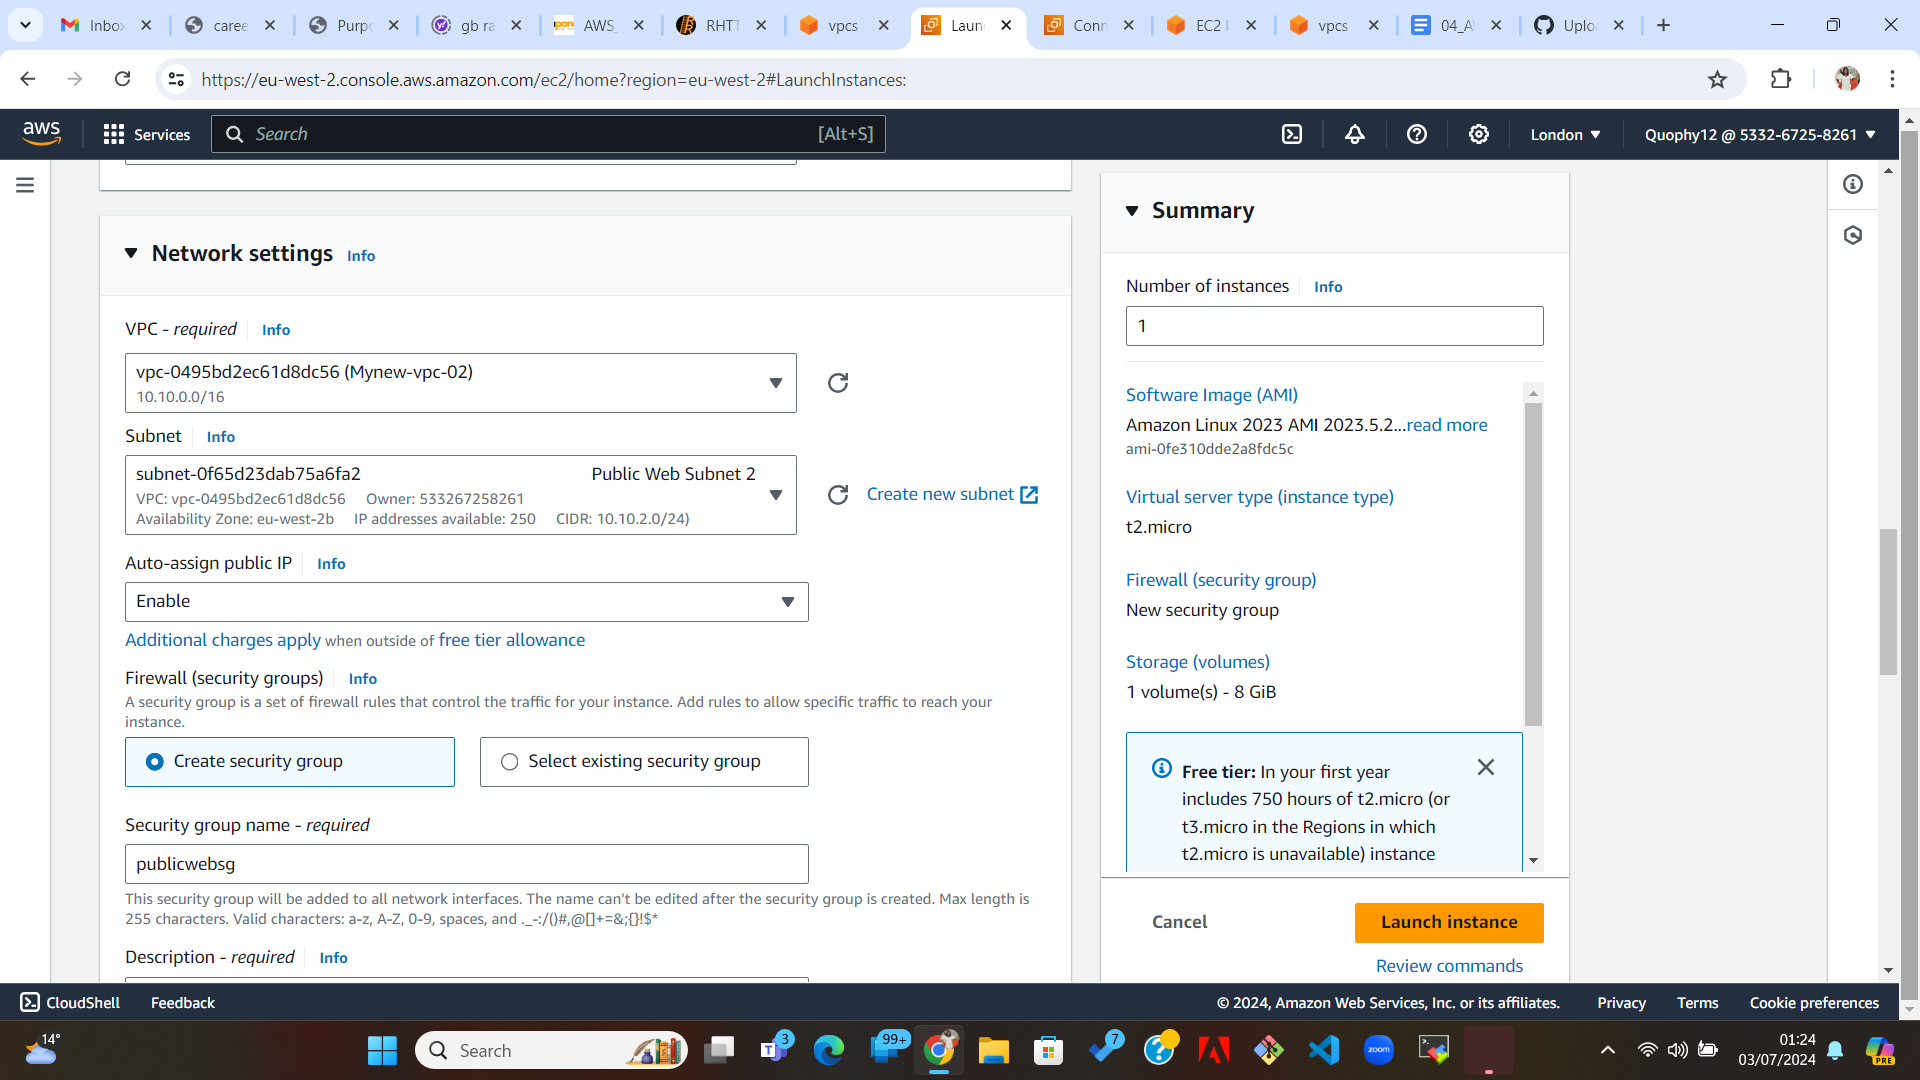 Inbo
caree
Purpo
gb ra
AWS_
RHTT
vpcs
Laun
Conn
EC2 I
vpcs
04_A
Uplo
https://eu-west-2.console.aws.amazon.com/ec2/home?region=eu-west-2#LaunchInstances:
aws
Services
Search
[Alt+S]
London
Quophy12 @ 5332-6725-8261
Network settings Info
VPC - required Info
vpc-0495bd2ec61d8dc56 (Mynew-vpc-02)
10.10.0.0/16
Subnet Info
subnet-0f65d23dab75a6fa2 Public Web Subnet 2
VPC: vpc-0495bd2ec61d8dc56 Owner: 533267258261
Availability Zone: eu-west-2b IP addresses available: 250 CIDR: 10.10.2.0/24)
Create new subnet
Auto-assign public IP Info
Enable
Additional charges apply when outside of free tier allowance
Firewall (security groups) Info
A security group is a set of firewall rules that control the traffic for your instance. Add rules to allow specific traffic to reach your
instance.
Create security group
Select existing security group
Security group name - required
publicwebsg
This security group will be added to all network interfaces. The name can't be edited after the security group is created. Max length is
255 characters. Valid characters: a-z, A-Z, 0-9, spaces, and ._-:/()#,@[]+=&;{}!$*
Description - required Info
Summary
Number of instances Info
1
Software Image (AMI)
Amazon Linux 2023 AMI 2023.5.2...read more
ami-0fe310dde2a8fdc5c
Virtual server type (instance type)
t2.micro
Firewall (security group)
New security group
Storage (volumes)
1 volume(s) - 8 GiB
Free tier: In your first year
includes 750 hours of t2.micro (or
t3.micro in the Regions in which
t2.micro is unavailable) instance
Cancel
Launch instance
Review commands
CloudShell
Feedback
© 2024, Amazon Web Services, Inc. or its affiliates.
Privacy
Terms
Cookie preferences
14°
Search
3
99+
7
zoom
01:24
03/07/2024
PRE